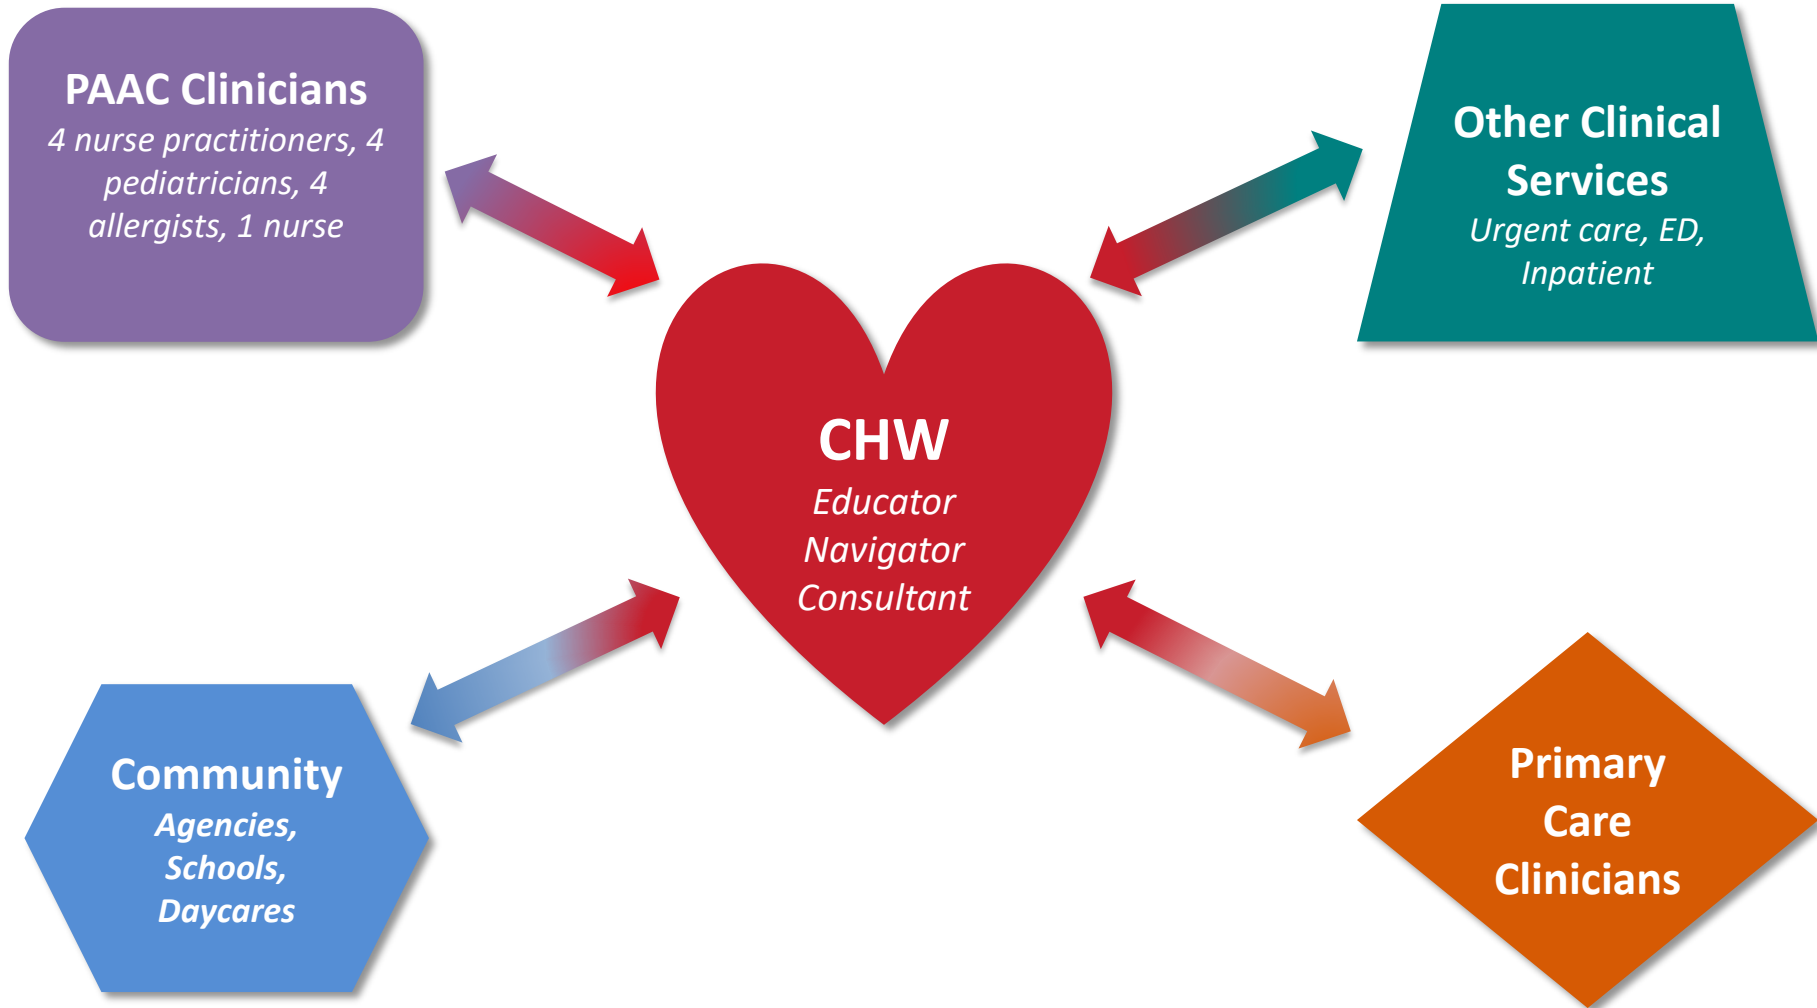 PAAC Clinicians
4 nurse practitioners, 4
pediatricians, 4
allergists, 1 nurse
Other Clinical
Services
Urgent care, ED,
Inpatient
CHW
Educator
Navigator
Consultant
Community
Agencies,
Schools,
Daycares
Primary
Care
Clinicians